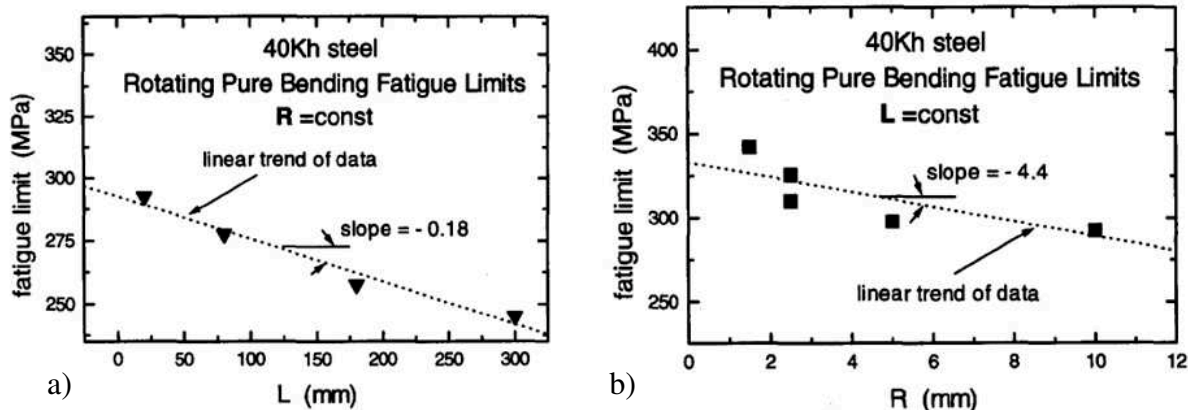 40Kh steel
Rotating Pure Bending Fatigue Limits
R =const
linear trend of data
slope = - 0.18
fatigue limit (MPa)
350
325
300
275
250
0 50 100 150 200 250 300
L (mm)
a)
40Kh steel
Rotating Pure Bending Fatigue Limits
L =const
slope = - 4.4
linear trend of data
fatigue limit (MPa)
400
350
300
250
0 2 4 6 8 10 12
R (mm)
b)